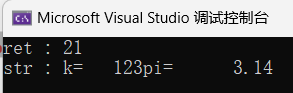 Microsoft Visual Studio 调试控制台
ret : 21
str : k=   123pi=      3.14